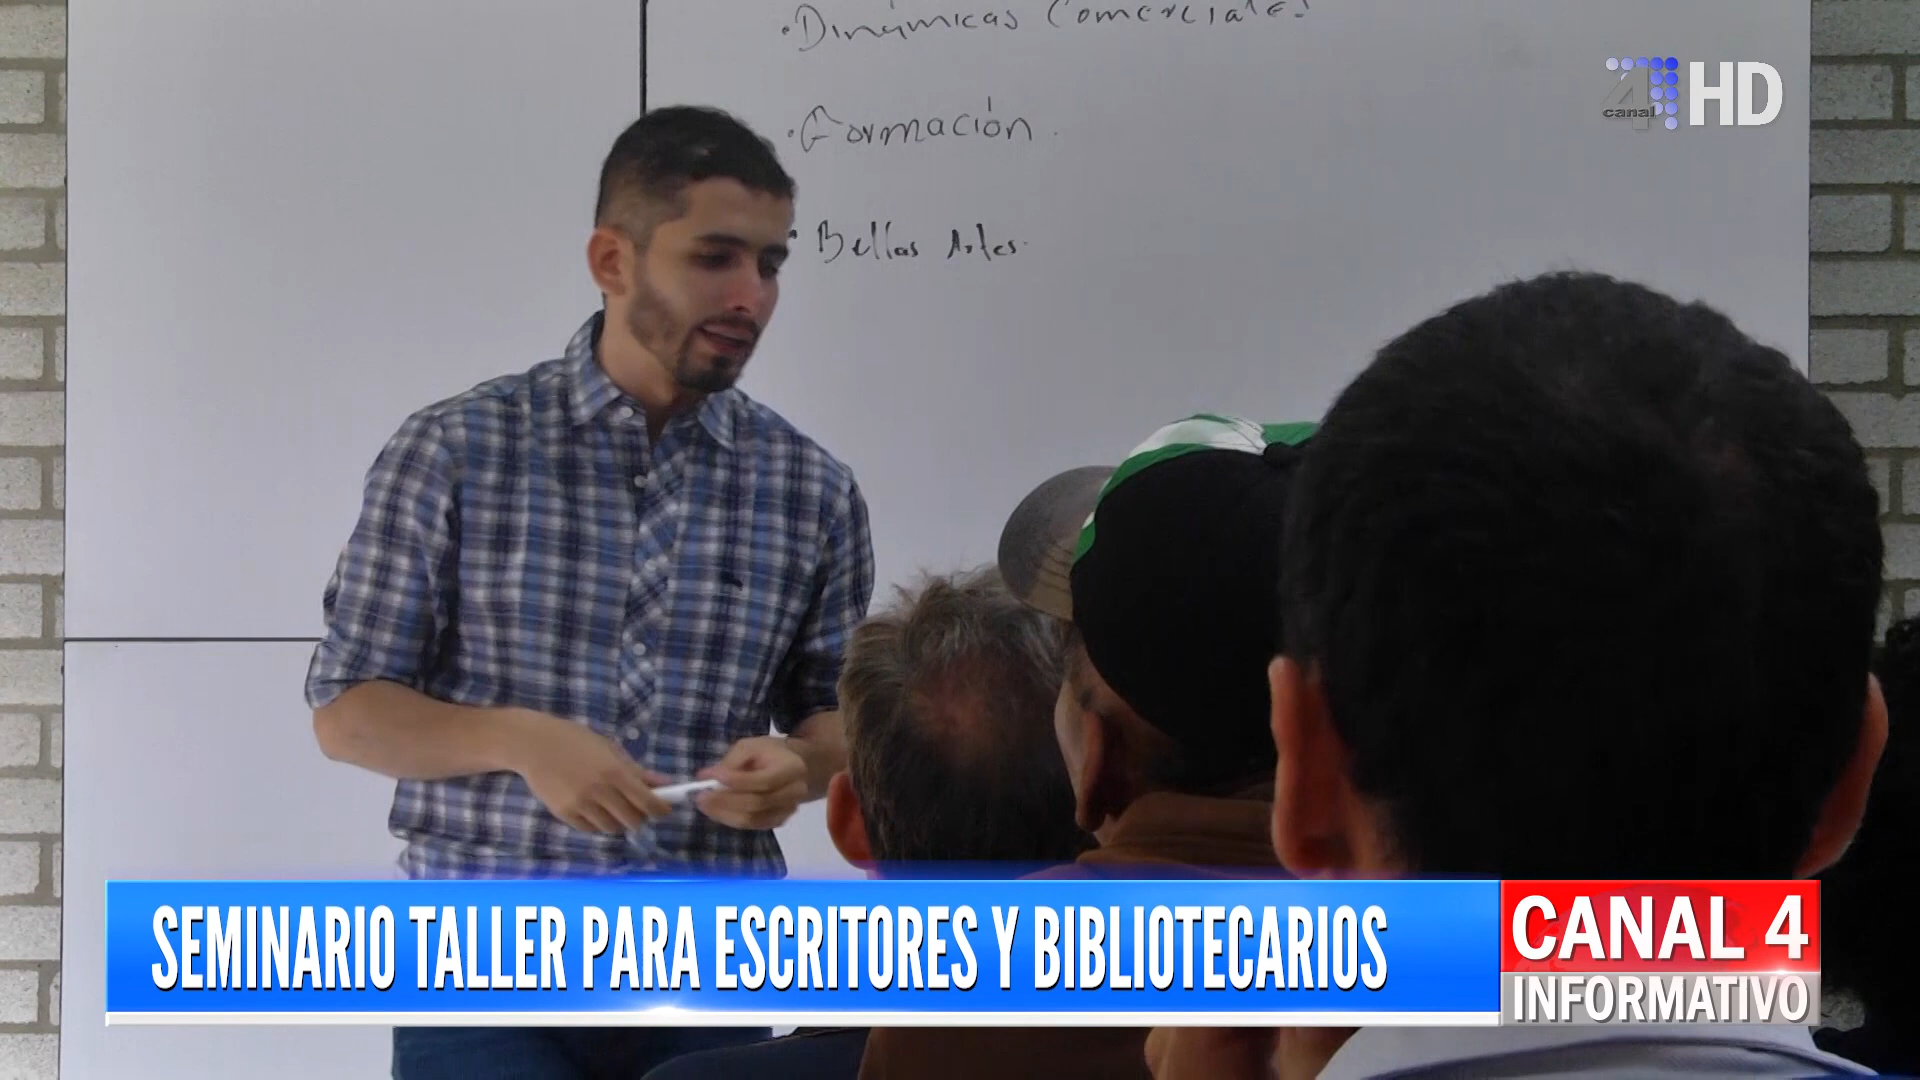 • Dinámicas Comerciales
4 HD
canal
• Formación.
• Bellas Artes.
SEMINARIO TALLER PARA ESCRITORES Y BIBLIOTECARIOS
CANAL 4
INFORMATIVO